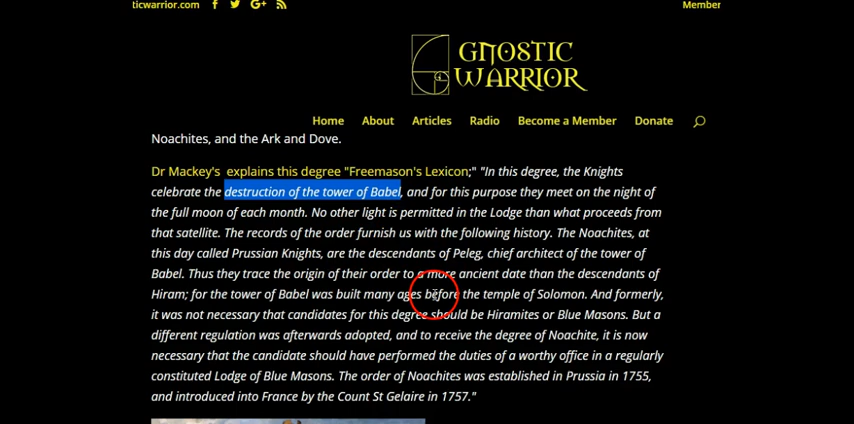 ticwarrior.com
Member
GNOSTIC
WARRIOR
Home About Articles Radio Become a Member Donate
Noachites, and the Ark and Dove.
Dr Mackey's explains this degree "Freemason's Lexicon;" "In this degree, the Knights
celebrate the destruction of the tower of Babel, and for this purpose they meet on the night of
the full moon of each month. No other light is permitted in the Lodge than what proceeds from
that satellite. The records of the order furnish us with the following history. The Noachites, at
this day called Prussian Knights, are the descendants of Peleg, chief architect of the tower of
Babel. Thus they trace the origin of their order to a more ancient date than the descendants of
Hiram; for the tower of Babel was built many ages before the temple of Solomon. And formerly,
it was not necessary that candidates for this degree should be Hiramites or Blue Masons. But a
different regulation was afterwards adopted, and to receive the degree of Noachite, it is now
necessary that the candidate should have performed the duties of a worthy office in a regularly
constituted Lodge of Blue Masons. The order of Noachites was established in Prussia in 1755,
and introduced into France by the Count St Gelaire in 1757."